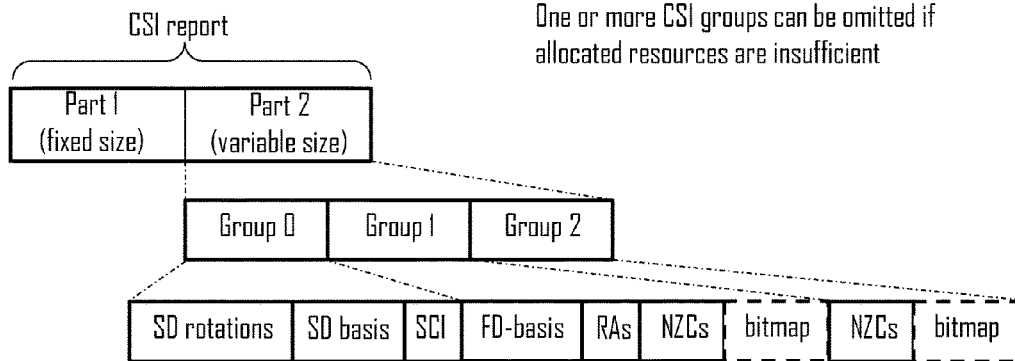 CSI report
One or more CSI groups can be omitted if
allocated resources are insufficient
Part 1
(fixed size)
Part 2
(variable size)
Group 0
Group 1
Group 2
SD rotations
SD basis
SCI
FD-basis
RAs
NZCs
bitmap
NZCs
bitmap